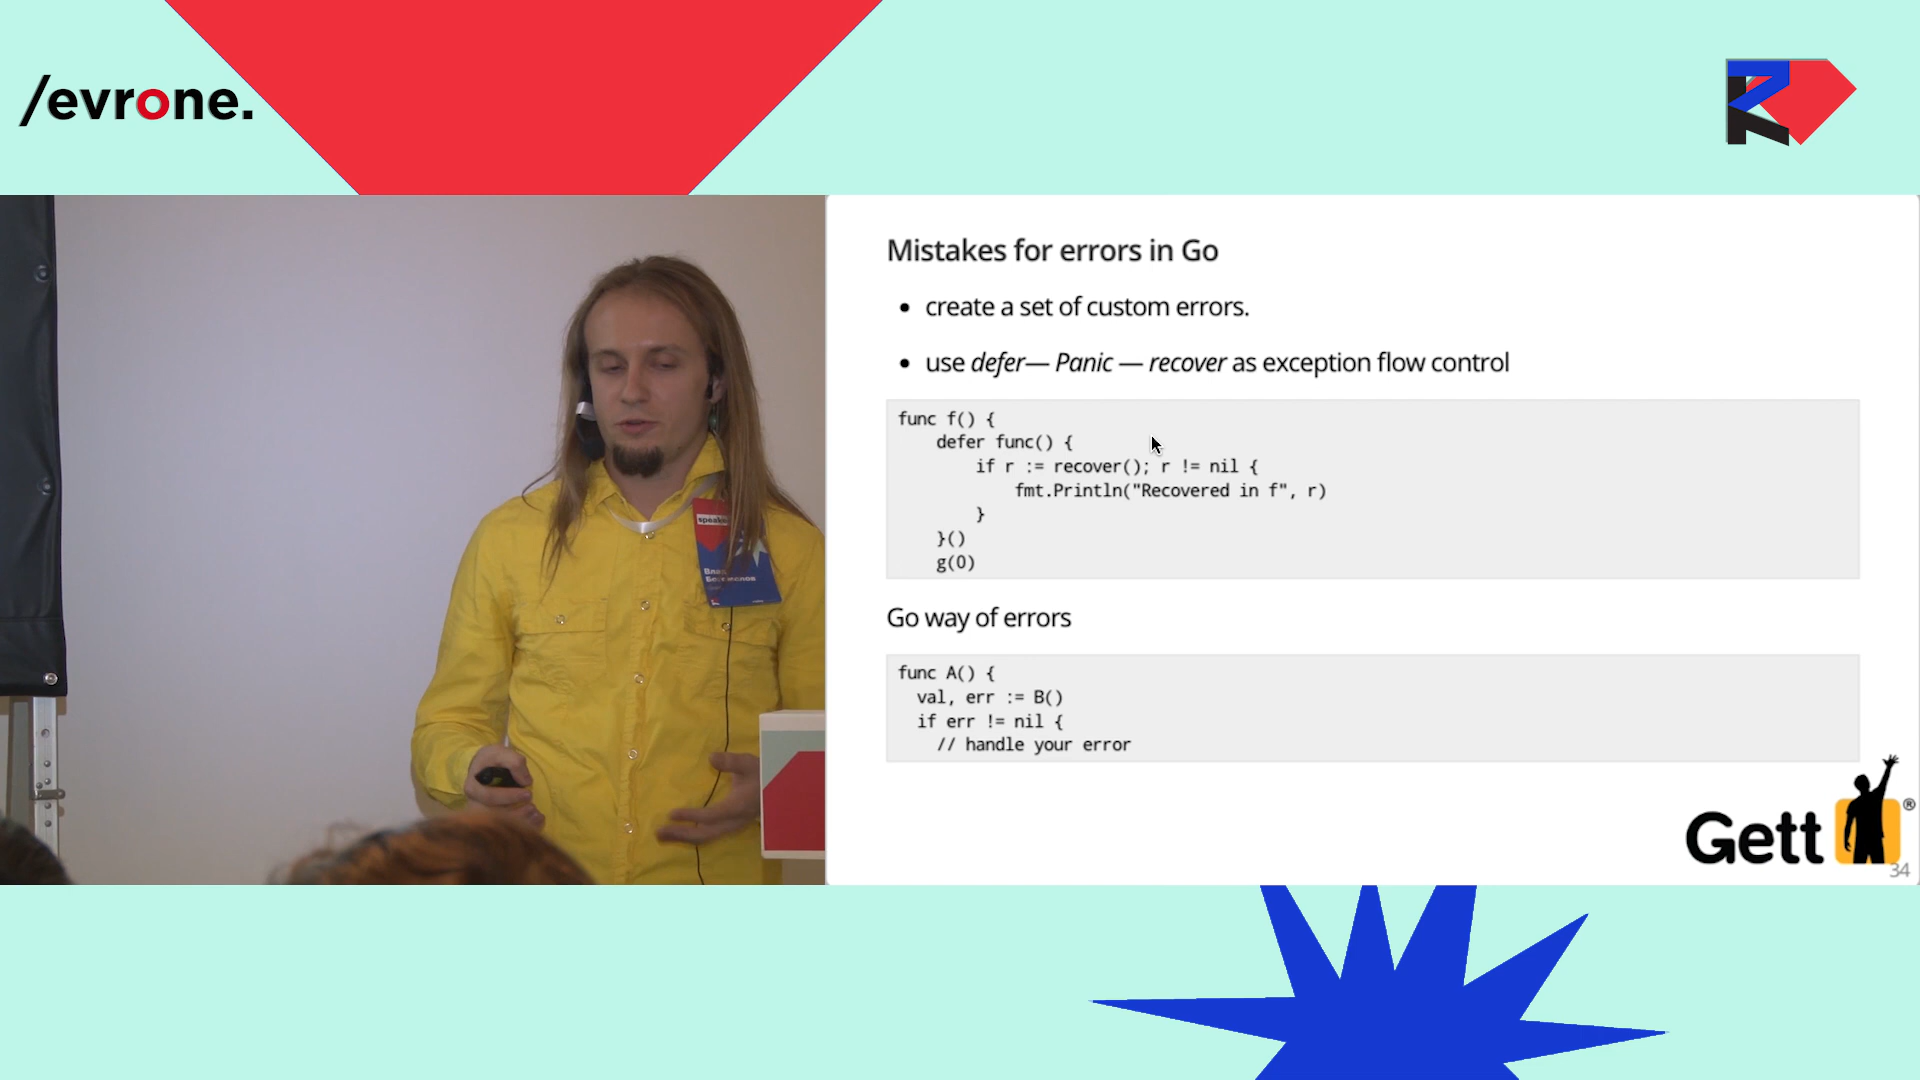 /evrone.
Mistakes for errors in Go
• create a set of custom errors.
• use defer— Panic — recover as exception flow control
func f() {
    defer func() {
        if r := recover(); r != nil {
            fmt.Println("Recovered in f", r)
        }
    }()
    g(0)
Go way of errors
func A() {
  val, err := B()
  if err != nil {
    // handle your error
Gett®
34